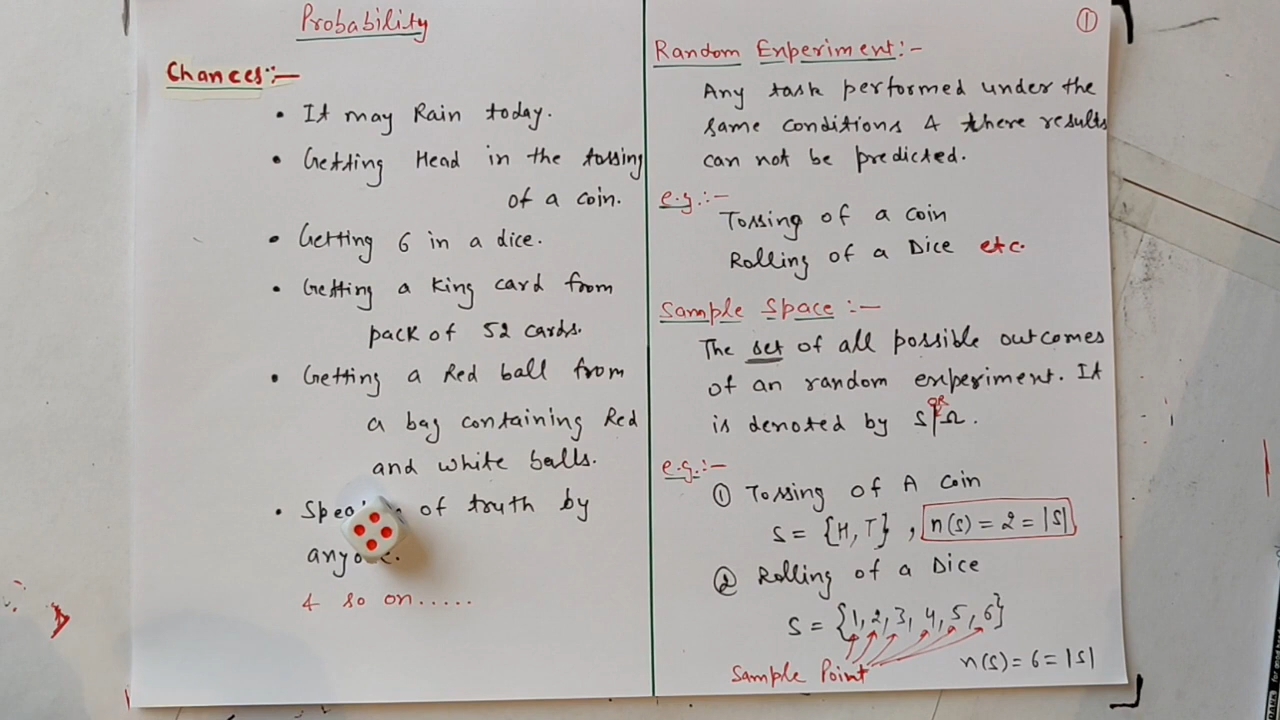 Probability
Chances:-
• It may Rain today.
• Getting Head in the tossing
of a coin.
• Getting 6 in a dice.
• Getting a King card from
pack of 52 cards.
• Getting a Red ball from
a bag containing Red
and white balls.
• of truth by
& so on.....
①
Random Experiment:-
Any task performed under the
same conditions & there results
can not be predicted.
e.g.:-
Tossing of a coin
Rolling of a Dice etc.
Sample Space:-
The set of all possible outcomes
of an random experiment. It
is denoted by S|Ω.
OR
e.g.:-
① Tossing of A Coin
S = {H, T}, n(S) = 2 = |S|
② Rolling of a Dice
S = {1, 2, 3, 4, 5, 6}
Sample Point
n(S) = 6 = |S|